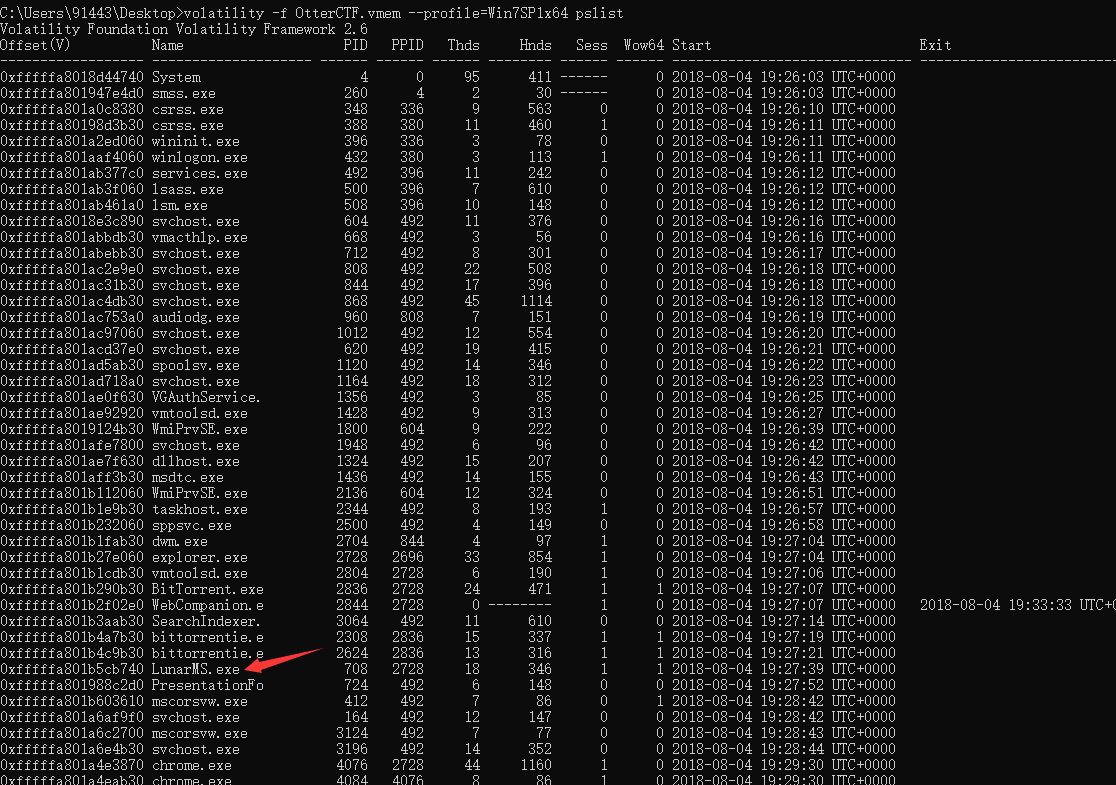 C:\Users\91443\Desktop>volatility -f OtterCTF.vmem --profile=Win7SP1x64 pslist
Volatility Foundation Volatility Framework 2.6
Offset(V) Name PID PPID Thds Hnds Sess Wow64 Start Exit
------------------ -------------------- ------ ------ ------ -------- ------ ------ ------------------------------ ------------------------------
0xfffffa8018d44740 System 4 0 95 411 ------ 0 2018-08-04 19:26:03 UTC+0000
0xfffffa801947e4d0 smss.exe 260 4 2 30 ------ 0 2018-08-04 19:26:03 UTC+0000
0xfffffa801a0c8380 csrss.exe 348 336 9 563 0 0 2018-08-04 19:26:10 UTC+0000
0xfffffa80198d3b30 csrss.exe 388 380 11 460 1 0 2018-08-04 19:26:11 UTC+0000
0xfffffa801a2ed060 wininit.exe 396 336 3 78 0 0 2018-08-04 19:26:11 UTC+0000
0xfffffa801aaf4060 winlogon.exe 432 380 3 113 1 0 2018-08-04 19:26:11 UTC+0000
0xfffffa801ab377c0 services.exe 492 396 11 242 0 0 2018-08-04 19:26:12 UTC+0000
0xfffffa801ab3f060 lsass.exe 500 396 7 610 0 0 2018-08-04 19:26:12 UTC+0000
0xfffffa801ab461a0 lsm.exe 508 396 10 148 0 0 2018-08-04 19:26:12 UTC+0000
0xfffffa8018e3c890 svchost.exe 604 492 11 376 0 0 2018-08-04 19:26:16 UTC+0000
0xfffffa801abbdb30 vmacthlp.exe 668 492 3 56 0 0 2018-08-04 19:26:16 UTC+0000
0xfffffa801abebb30 svchost.exe 712 492 8 301 0 0 2018-08-04 19:26:17 UTC+0000
0xfffffa801ac2e9e0 svchost.exe 808 492 22 508 0 0 2018-08-04 19:26:18 UTC+0000
0xfffffa801ac31b30 svchost.exe 844 492 17 396 0 0 2018-08-04 19:26:18 UTC+0000
0xfffffa801ac4db30 svchost.exe 868 492 45 1114 0 0 2018-08-04 19:26:18 UTC+0000
0xfffffa801ac753a0 audiodg.exe 960 808 7 151 0 0 2018-08-04 19:26:19 UTC+0000
0xfffffa801ac97060 svchost.exe 1012 492 12 554 0 0 2018-08-04 19:26:20 UTC+0000
0xfffffa801acd37e0 svchost.exe 620 492 19 415 0 0 2018-08-04 19:26:21 UTC+0000
0xfffffa801ad5ab30 spoolsv.exe 1120 492 14 346 0 0 2018-08-04 19:26:22 UTC+0000
0xfffffa801ad718a0 svchost.exe 1164 492 18 312 0 0 2018-08-04 19:26:23 UTC+0000
0xfffffa801ae0f630 VGAuthService. 1356 492 3 85 0 0 2018-08-04 19:26:25 UTC+0000
0xfffffa801ae92920 vmtoolsd.exe 1428 492 9 313 0 0 2018-08-04 19:26:27 UTC+0000
0xfffffa8019124b30 WmiPrvSE.exe 1800 604 9 222 0 0 2018-08-04 19:26:39 UTC+0000
0xfffffa801afe7800 svchost.exe 1948 492 6 96 0 0 2018-08-04 19:26:42 UTC+0000
0xfffffa801ae7f630 dllhost.exe 1324 492 15 207 0 0 2018-08-04 19:26:42 UTC+0000
0xfffffa801aff3b30 msdtc.exe 1436 492 14 155 0 0 2018-08-04 19:26:43 UTC+0000
0xfffffa801b112060 WmiPrvSE.exe 2136 604 12 324 0 0 2018-08-04 19:26:51 UTC+0000
0xfffffa801b1e9b30 taskhost.exe 2344 492 8 193 1 0 2018-08-04 19:26:57 UTC+0000
0xfffffa801b232060 sppsvc.exe 2500 492 4 149 0 0 2018-08-04 19:26:58 UTC+0000
0xfffffa801b1fab30 dwm.exe 2704 844 4 97 1 0 2018-08-04 19:27:04 UTC+0000
0xfffffa801b27e060 explorer.exe 2728 2696 33 854 1 0 2018-08-04 19:27:04 UTC+0000
0xfffffa801b1cdb30 vmtoolsd.exe 2804 2728 6 190 1 0 2018-08-04 19:27:06 UTC+0000
0xfffffa801b290b30 BitTorrent.exe 2836 2728 24 471 1 1 2018-08-04 19:27:07 UTC+0000
0xfffffa801b2f02e0 WebCompanion.e 2844 2728 0 -------- 1 0 2018-08-04 19:27:07 UTC+0000 2018-08-04 19:33:33 UTC+0
0xfffffa801b3aab30 SearchIndexer. 3064 492 11 610 0 0 2018-08-04 19:27:14 UTC+0000
0xfffffa801b4a7b30 bittorrentie.e 2308 2836 15 337 1 1 2018-08-04 19:27:19 UTC+0000
0xfffffa801b4c9b30 bittorrentie.e 2624 2836 13 316 1 1 2018-08-04 19:27:21 UTC+0000
0xfffffa801b5cb740 LunarMS.exe 708 2728 18 346 1 1 2018-08-04 19:27:39 UTC+0000
0xfffffa801988c2d0 PresentationFo 724 492 6 148 0 0 2018-08-04 19:27:52 UTC+0000
0xfffffa801b603610 mscorsvw.exe 412 492 7 86 0 1 2018-08-04 19:28:42 UTC+0000
0xfffffa801a6af9f0 svchost.exe 164 492 12 147 0 0 2018-08-04 19:28:42 UTC+0000
0xfffffa801a6c2700 mscorsvw.exe 3124 492 7 77 0 0 2018-08-04 19:28:43 UTC+0000
0xfffffa801a6e4b30 svchost.exe 3196 492 14 352 0 0 2018-08-04 19:28:44 UTC+0000
0xfffffa801a4e3870 chrome.exe 4076 2728 44 1160 1 0 2018-08-04 19:29:30 UTC+0000
0xfffffa801a4eab30 chrome.exe 4084 4076 8 86 1 0 2018-08-04 19:29:30 UTC+0000